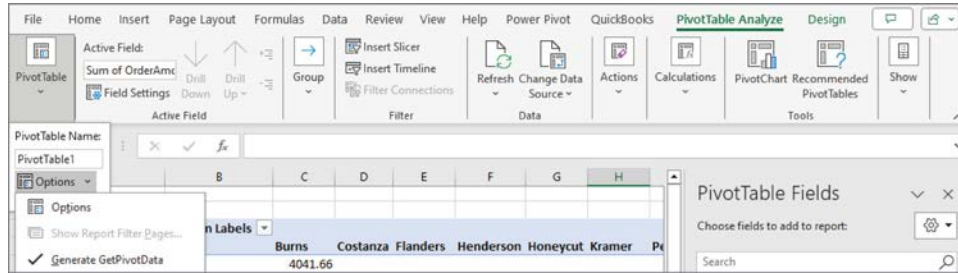 File Home Insert Page Layout Formulas Data Review View Help Power Pivot QuickBooks PivotTable Analyze Design
PivotTable
Active Field:
Sum of OrderAmc
Field Settings
Drill Down
Drill Up
Active Field
Group
Insert Slicer
Insert Timeline
Filter Connections
Filter
Refresh
Change Data Source
Data
Actions
Calculations
PivotChart
Recommended PivotTables
Tools
Show
PivotTable Name:
PivotTable1
Options
fx
B C D E F G H
Options
Show Report Filter Pages...
Generate GetPivotData
n Labels
Burns Costanza Flanders Henderson Honeycut Kramer Pe
4041.66
PivotTable Fields
Choose fields to add to report:
Search